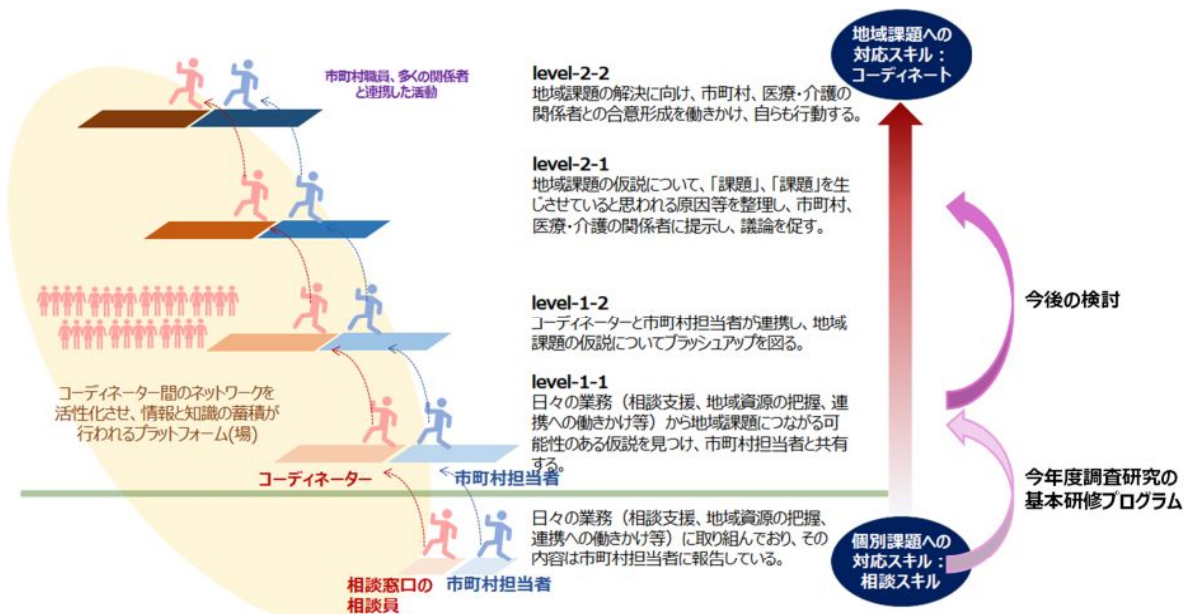 地域課題への
対応スキル：
コーディネート
市町村職員、多くの関係者
と連携した活動
level-2-2
地域課題の解決に向け、市町村、医療・介護の
関係者との合意形成を働きかけ、自らも行動する。
level-2-1
地域課題の仮説について、「課題」、「課題」を生
じさせていると思われる原因等を整理し、市町村、
医療・介護の関係者に提示し、議論を促す。
今後の検討
level-1-2
コーディネーターと市町村担当者が連携し、地域
課題の仮説についてブラッシュアップを図る。
コーディネーター間のネットワークを
活性化させ、情報と知識の蓄積が
行われるプラットフォーム(場)
level-1-1
日々の業務（相談支援、地域資源の把握、連
携への働きかけ等）から地域課題につながる可
能性のある仮説を見つけ、市町村担当者と共有
する。
コーディネーター
市町村担当者
今年度調査研究の
基本研修プログラム
日々の業務（相談支援、地域資源の把握、
連携への働きかけ等）に取り組んでおり、その
内容は市町村担当者に報告している。
個別課題への
対応スキル：
相談スキル
相談窓口の
相談員
市町村担当者